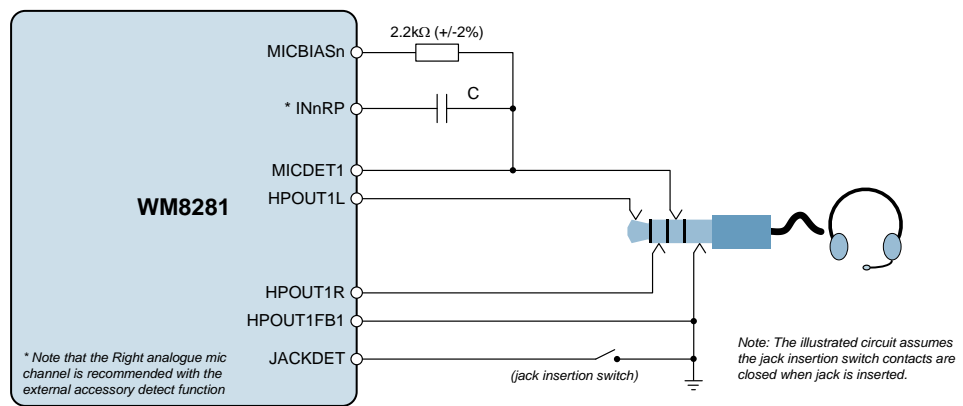 2.2kΩ (+/-2%)
MICBIASn
C
* INnRP
MICDET1
HPOUT1L
WM8281
HPOUT1R
HPOUT1FB1
JACKDET
(jack insertion switch)
* Note that the Right analogue mic
channel is recommended with the
external accessory detect function
Note: The illustrated circuit assumes
the jack insertion switch contacts are
closed when jack is inserted.